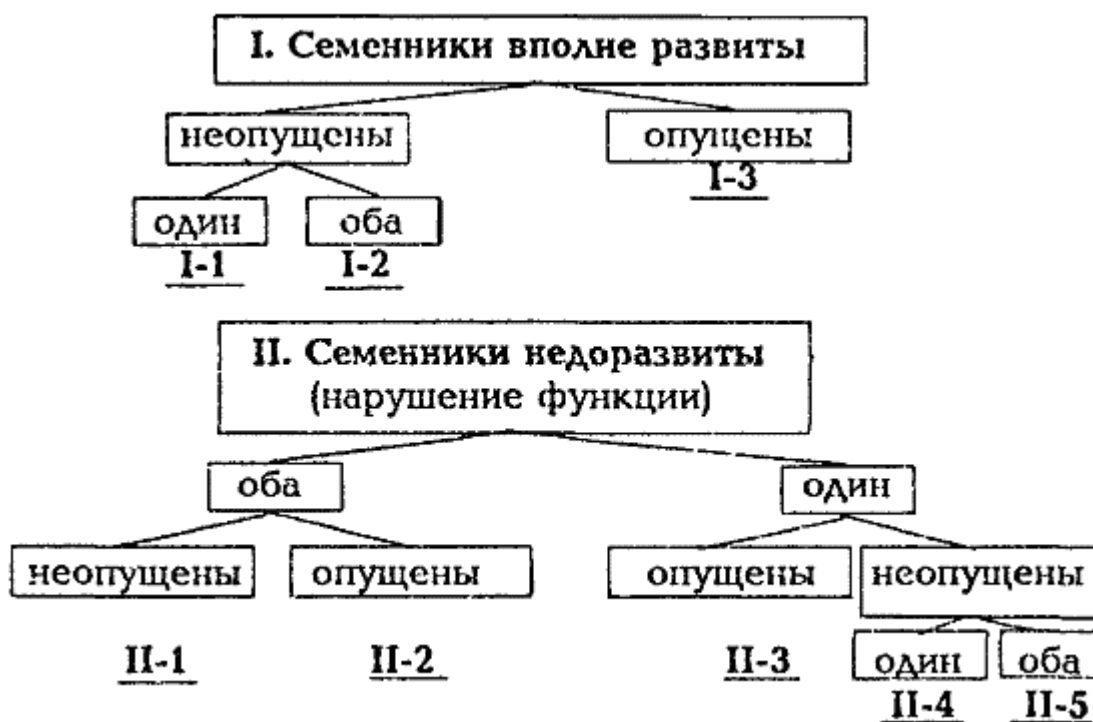 I. Семенники вполне развиты
неопущены опущены
I-3
один оба
I-1 I-2
II. Семенники недоразвиты
(нарушение функции)
оба один
неопущены опущены опущены неопущены
II-1 II-2 II-3 один оба
II-4 II-5